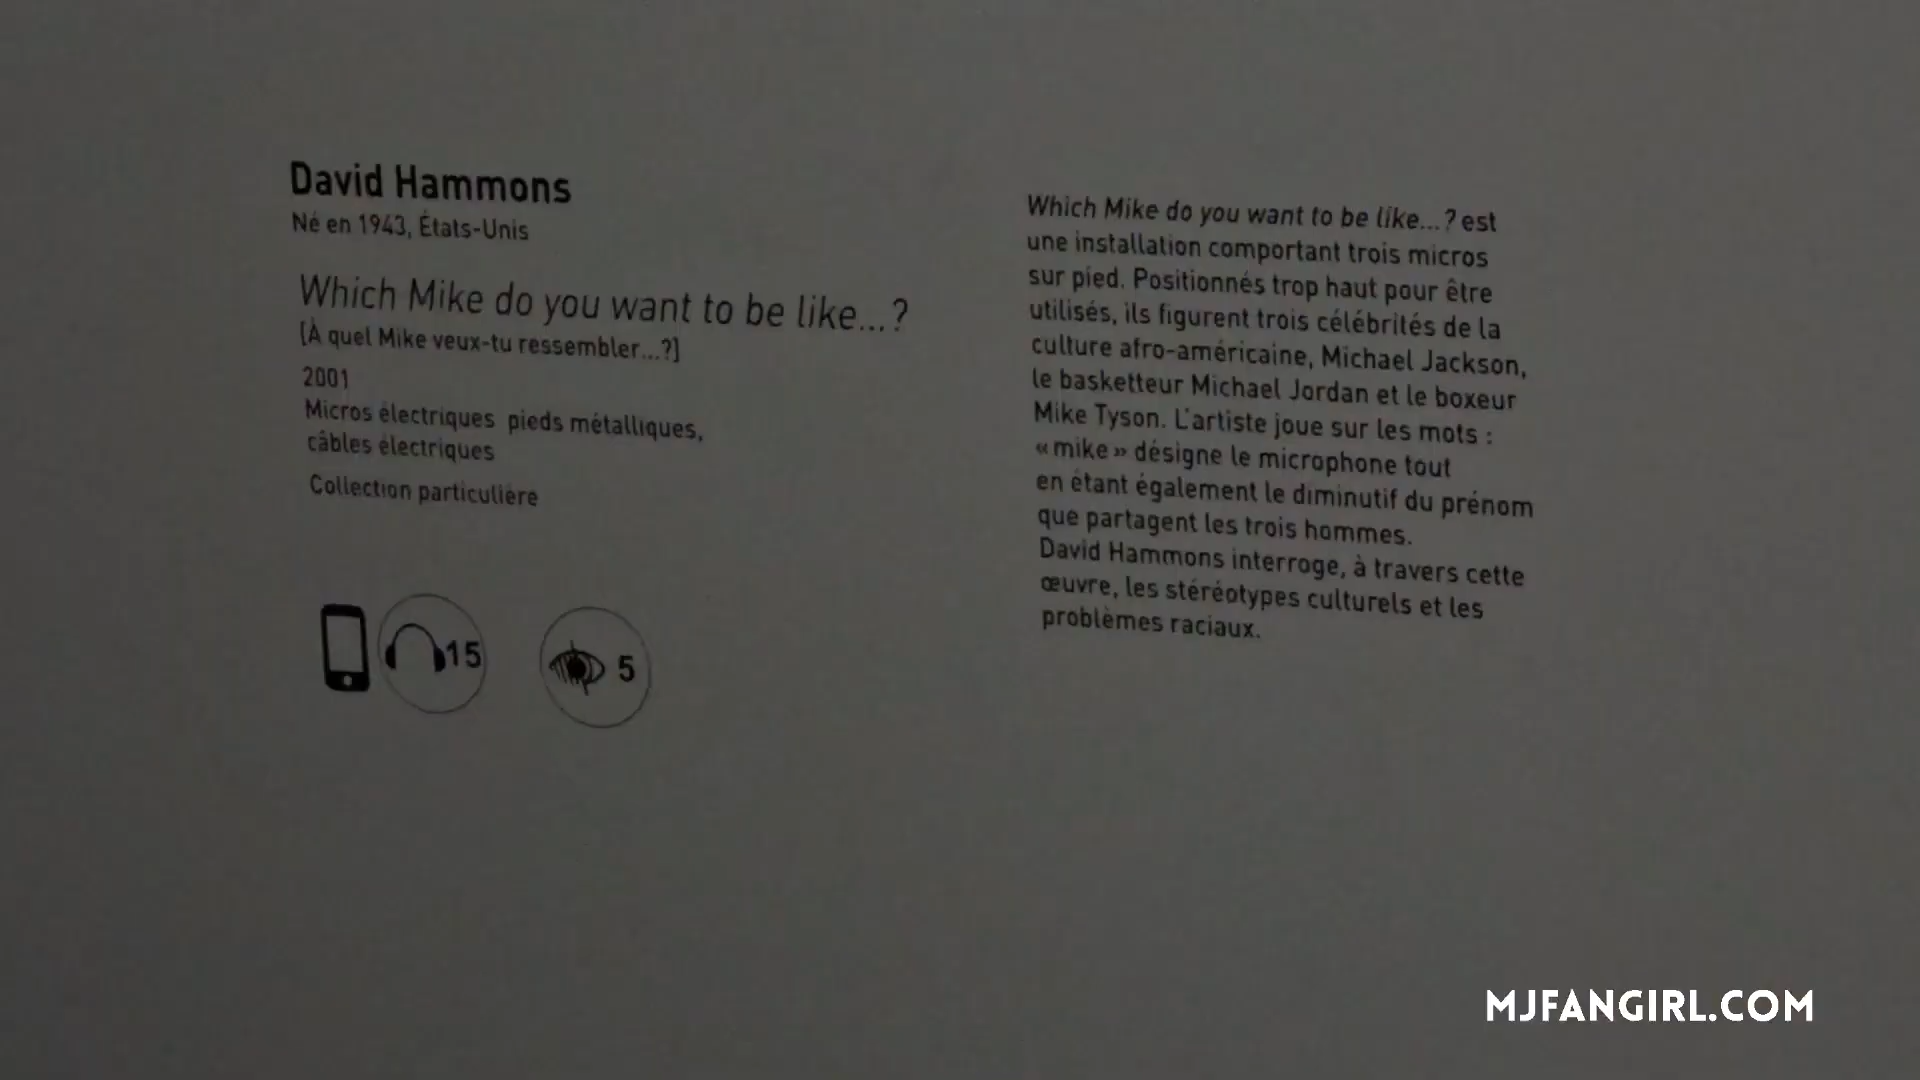 David Hammons
Né en 1943, États-Unis
Which Mike do you want to be like...?
[À quel Mike veux-tu ressembler...?]
2001
Micros électriques pieds métalliques,
câbles électriques
Collection particulière
15
5
Which Mike do you want to be like...? est
une installation comportant trois micros
sur pied. Positionnés trop haut pour être
utilisés, ils figurent trois célébrités de la
culture afro-américaine, Michael Jackson,
le basketteur Michael Jordan et le boxeur
Mike Tyson. L'artiste joue sur les mots :
« mike » désigne le microphone tout
en étant également le diminutif du prénom
que partagent les trois hommes.
David Hammons interroge, à travers cette
œuvre, les stéréotypes culturels et les
problèmes raciaux.
MJFANGIRL.COM